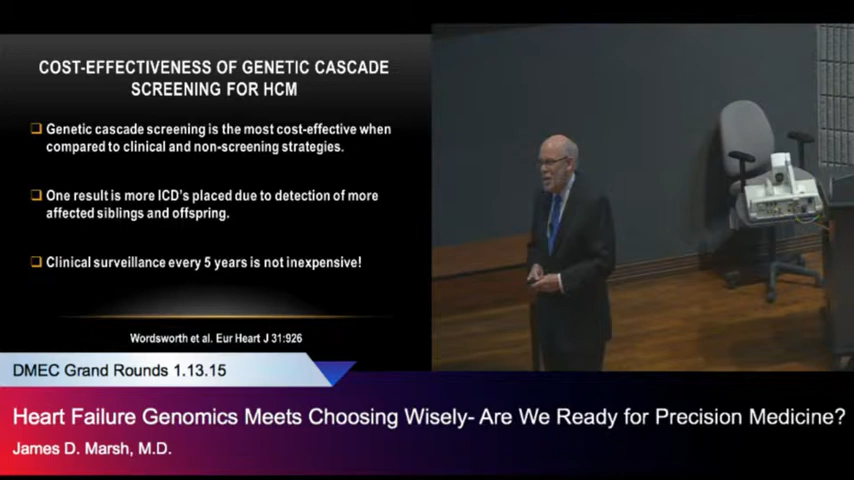 COST-EFFECTIVENESS OF GENETIC CASCADE
SCREENING FOR HCM
Genetic cascade screening is the most cost-effective when
compared to clinical and non-screening strategies.
One result is more ICD's placed due to detection of more
affected siblings and offspring.
Clinical surveillance every 5 years is not inexpensive!
Wordsworth et al. Eur Heart J 31:926
DMEC Grand Rounds 1.13.15
Heart Failure Genomics Meets Choosing Wisely- Are We Ready for Precision Medicine?
James D. Marsh, M.D.